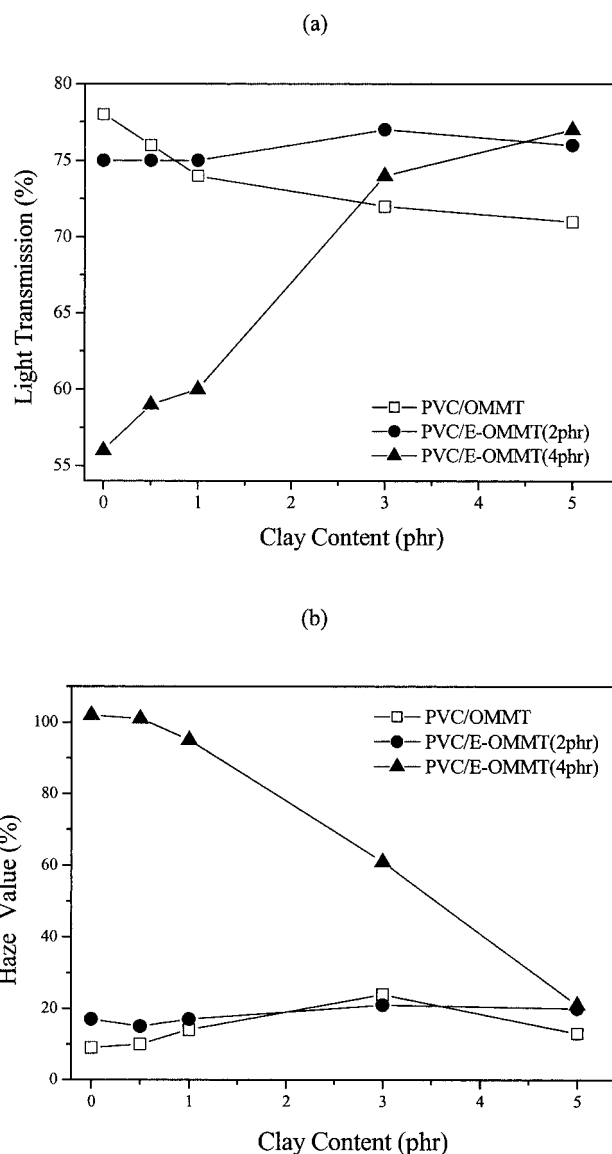 (a)
80
75
70
65
60
55
Light Transmission (%)
PVC/OMMT
PVC/E-OMMT(2phr)
PVC/E-OMMT(4phr)
0 1 2 3 4 5
Clay Content (phr)
(b)
100
80
60
40
20
0
Haze Value (%)
PVC/OMMT
PVC/E-OMMT(2phr)
PVC/E-OMMT(4phr)
0 1 2 3 4 5
Clay Content (phr)